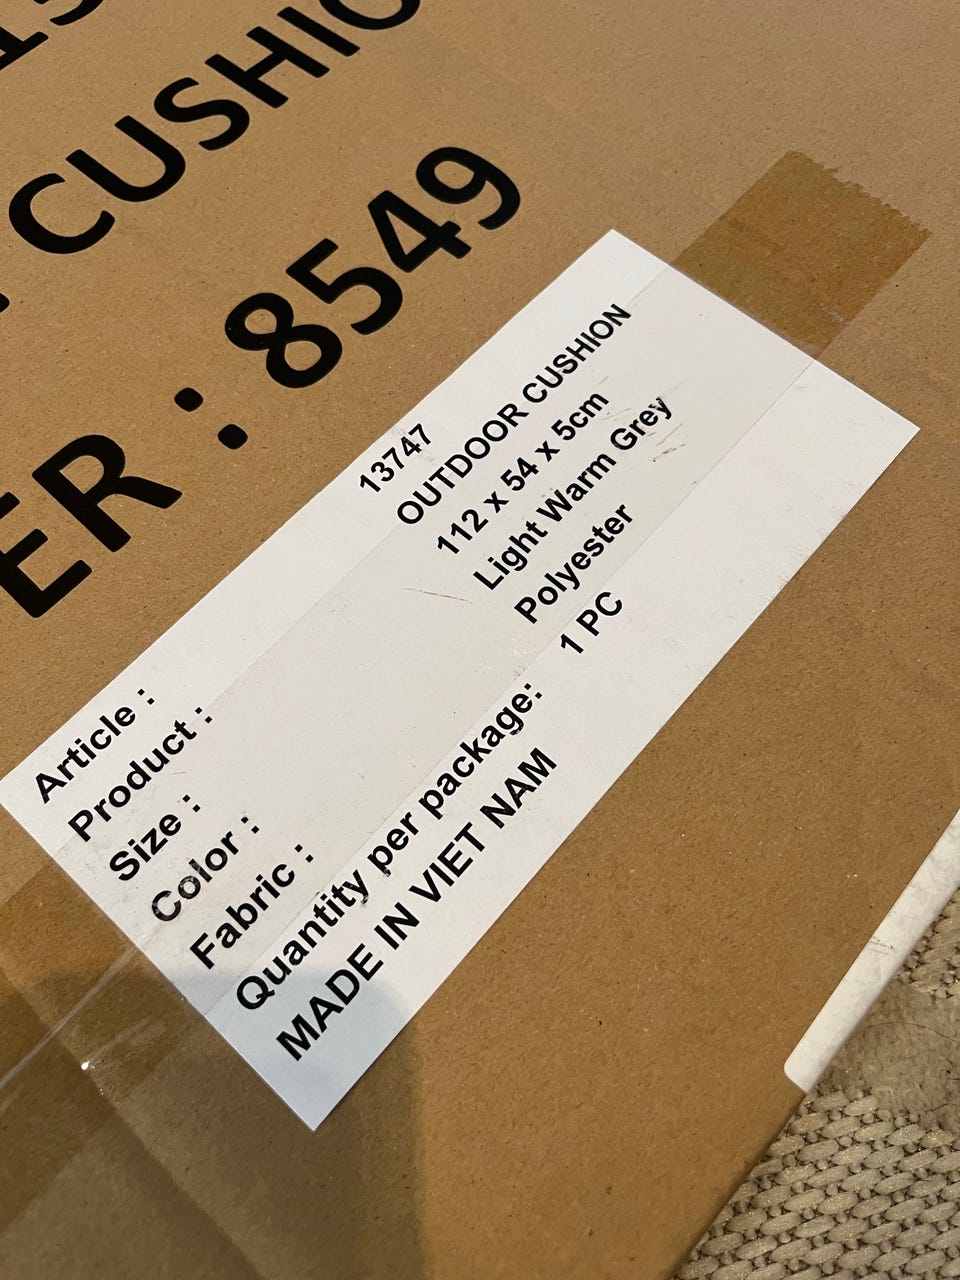 CUSHIO
ER : 8549
Article : 13747
Product : OUTDOOR CUSHION
Size : 112 x 54 x 5cm
Color : Light Warm Grey
Fabric : Polyester
Quantity per package: 1 PC
MADE IN VIET NAM